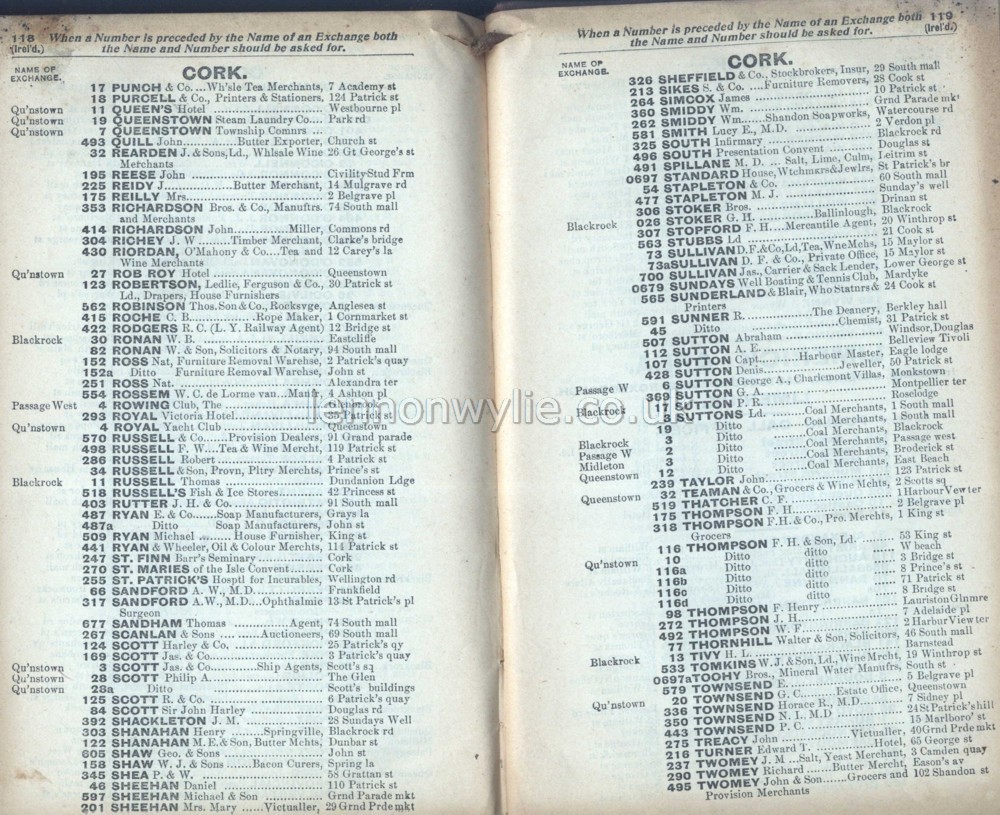 118 When a Number is preceded by the Name of an Exchange both
(Irel'd.) the Name and Number should be asked for.
NAME OF
EXCHANGE.
CORK.
17 PUNCH & Co. ....Wh'sle Tea Merchants, 7 Academy st
18 PURCELL & Co., Printers & Stationers, 124 Patrick st
Qu'nstown 11 QUEEN'S Hotel ........ Westbourne pl
Qu'nstown 19 QUEENSTOWN Steam Laundry Co.... Park rd
Qu'nstown 7 QUEENSTOWN Township Comnrs ...
493 QUILL John..............Butter Exporter, Church st
32 REARDEN J. & Sons, Ld., Whlsale Wine 26 Gt George's st
Merchants
195 REESE John ........ Civility-Stud Frm
225 REIDY J..............Butter Merchant, 14 Mulgrave rd
175 REILLY Mrs........ 2 Belgrave pl
353 RICHARDSON Bros. & Co., Manuftrs. 74 South mall
and Merchants
414 RICHARDSON John..............Miller, Commons rd
304 RICHEY J. W ........Timber Merchant, Clarke's bridge
430 RIORDAN, O'Mahony & Co....Tea and 12 Carey's la
Wine Merchants
Qu'nstown 27 ROB ROY Hotel ........ Queenstown
123 ROBERTSON, Ledlie, Ferguson & Co., 30 Patrick st
Ld., Drapers, House Furnishers
562 ROBINSON Thos. Son & Co., Rocksvge, Anglesea st
415 ROCHE C. B..............Rope Maker, 1 Cornmarket st
422 RODGERS R. C. (L. Y. Railway Agent) 12 Bridge st
Blackrock 30 RONAN W. B. ........ Eastcliffe
82 RONAN W. & Son, Solicitors & Notary, 94 South mall
152 ROSS Nat, Furniture Removal Warehse, 2 Patrick's quay
152a Ditto Furniture Removal Warehse, John st
251 ROSS Nat. ........ Alexandra ter
554 ROSSEM W. C. de Lorme van...Manf, 4 Ashton pl
Passage West 4 ROWING Club, The ........ Glenbrook
293 ROYAL Victoria Hotel........ 35 Patrick st
Qu'nstown 4 ROYAL Yacht Club ........ Queenstown
570 RUSSELL & Co........Provision Dealers, 91 Grand parade
498 RUSSELL F. W....Tea & Wine Mercht, 119 Patrick st
286 RUSSELL Robert ........ 4 Patrick st
34 RUSSELL & Son, Provn, Pltry Merchts, Prince's st
Blackrock 11 RUSSELL Thomas ........ Dundanion Ldge
518 RUSSELL'S Fish & Ice Stores........ 42 Princess st
403 RUTTER J. H. & Co. ........ 91 South mall
487 RYAN E. & Co.......Soap Manufacturers, Grays la
487a Ditto Soap Manufacturers, John st
509 RYAN Michael ........ House Furnisher, King st
441 RYAN & Wheeler, Oil & Colour Merchts, 114 Patrick st
247 ST. FINN Barr's Seminary ........ Cork
270 ST. MARIES of the Isle Convent........ Cork
255 ST. PATRICK'S Hosptl for Incurables, Wellington rd
66 SANDFORD A. W., M.D. ........ Frankfield
317 SANDFORD A.W., M.D....Ophthalmic 13 St Patrick's pl
Surgeon
677 SANDHAM Thomas ........Agent, 74 South mall
267 SCANLAN & Sons ........Auctioneers, 69 South mall
124 SCOTT Harley & Co, ........ 25 Patrick's qy
169 SCOTT Jas. & Co. ........ 3 Patrick's quay
Qu'nstown 3 SCOTT Jas. & Co..........Ship Agents, Scott's sq
Qu'nstown 28 SCOTT Philip A. ........ The Glen
Qu'nstown 28a Ditto ........ Scott's buildings
125 SCOTT R. & Co. ........ 6 Patrick's quay
84 SCOTT Sir John Harley ........ Douglas rd
392 SHACKLETON J. M. ........ 28 Sundays Well
303 SHANAHAN Henry ........Springville, Blackrock rd
122 SHANAHAN M. E. & Son, Butter Mchts, Dunbar st
605 SHAW Geo. & Sons ........ John st
158 SHAW W. J. & Sons ......Bacon Curers, Spring la
345 SHEA P. & W. ........ 58 Grattan st
46 SHEEHAN Daniel ........ 110 Patrick st
597 SHEEHAN Michael & Son ........ Grnd Parade mkt
201 SHEEHAN Mrs. Mary ......Victualler, 29 Grnd Prde mkt
When a Number is preceded by the Name of an Exchange both 119
the Name and Number should be asked for. (Irel'd.)
NAME OF
EXCHANGE.
CORK.
326 SHEFFIELD & Co., Stockbrokers, Insur, 29 South mall
213 SIKES S. & Co. ....Furniture Removers, 28 Cook st
264 SIMCOX James ........ 10 Patrick st
360 SMIDDY Wm. ........ Grnd Parade mkt
262 SMIDDY Wm.......Shandon Soapworks, Watercourse rd
581 SMITH Lucy E., M.D. ........ 2 Verdon pl
325 SOUTH Infirmary ........ Blackrock rd
496 SOUTH Presentation Convent ........ Douglas st
491 SPILLANE M. D. ... Salt, Lime, Culm, Leitrim st
0697 STANDARD House, Wtchmkrs & Jewlrs, St Patrick's br
54 STAPLETON & Co. ........ 60 South mall
477 STAPLETON M. J. ........ Sunday's well
306 STOKER Bros. ........ Drinan st
Blackrock 026 STOKER G. H. ........Ballinlough, Blackrock
307 STOPFORD F. H....Mercantile Agent, 20 Winthrop st
563 STUBBS Ld ........ 21 Cook st
73 SULLIVAN D.F. & Co, Ld, Tea, Wne Mchs, 15 Maylor st
73a SULLIVAN D. F. & Co., Private Office, 15 Maylor st
700 SULLIVAN Jas., Carrier & Sack Lender, Lower George st
0679 SUNDAYS Well Boating & Tennis Club, Mardyke
565 SUNDERLAND & Blair, Who Statnrs & 24 Cook st
Printers
591 SUNNER R. ........The Deanery, Berkley hall
45 Ditto ........Chemist, 31 Patrick st
507 SUTTON Abraham ........ Windsor, Douglas
112 SUTTON A. E. ........ Belleview Tivoli
107 SUTTON Capt..........Harbour Master, Eagle lodge
428 SUTTON Denis..............Jeweller, 50 Patrick st
Passage W 6 SUTTON George A., Charlemont Villas, Monkstown
369 SUTTON G. A. ........ Montpellier ter
Blackrock 17 SUTTON P. R. ........ Roselodge
3 SUTTONS Ld. ........Coal Merchants, 1 South mall
19 Ditto ........Coal Merchants, 1 South mall
Blackrock 3 Ditto ........Coal Merchants, Blackrock
Passage W 2 Ditto ........Coal Merchants, Passage west
Midleton 3 Ditto ........Coal Merchants, Broderick st
Queenstown 12 Ditto ........Coal Merchants, East Beach
239 TAYLOR John ........ 123 Patrick st
32 TEAMAN & Co., Grocers & Wine Mchts, 2 Scotts sq
Queenstown 519 THATCHER C. F. ........ 1 Harbour Vew ter
175 THOMPSON F. H. ........ 2 Belgrave pl
318 THOMPSON F. H. & Co., Pro. Merchts, 1 King st
Grocers
116 THOMPSON F. H. & Son, Ld. ........ 53 King st
Qu'nstown 10 Ditto ditto ..... W beach
116a Ditto ditto ..... 3 Bridge st
116b Ditto ditto ..... 8 Prince's st
116c Ditto ditto ..... 71 Patrick st
116d Ditto ditto ..... 8 Bridge st
98 THOMPSON F. Henry ........ Lauriston Glnmre
272 THOMPSON J. H. ........ 7 Adelaide pl
492 THOMPSON W. F. ........ 2 Harbur Vew ter
77 THORNHILL Walter & Son, Solicitors, 46 South mall
Blackrock 13 TIVY H. L. ........ Barnstead
533 TOMKINS W. J. & Son, Ld., Wine Mrcht, 19 Winthrop st
0697a TOOHY Bros., Mineral Water Manufrs, South st
579 TOWNSEND E. ........ 5 Belgrave pl
Qu'nstown 20 TOWNSEND G. C........Estate Office, Queenstown
336 TOWNSEND Horace R., M.D. ........ 7 Sidney pl
350 TOWNSEND N. L. M.D ........ 24 St Patrick's hill
443 TOWNSEND P. C. ........ 15 Marlboro' st
275 TREACY John ........Victualler, 40 Grnd Prde mkt
216 TURNER Edward T. ........Hotel, 65 George st
237 TWOMEY J. M ...Salt, Yeast Merchant, 3 Camden quay
290 TWOMEY Richard ......Butter Mercht, Eason's av
495 TWOMEY John & Son......Grocers and 102 Shandon st
Provision Merchants
lennonwylie.co.uk